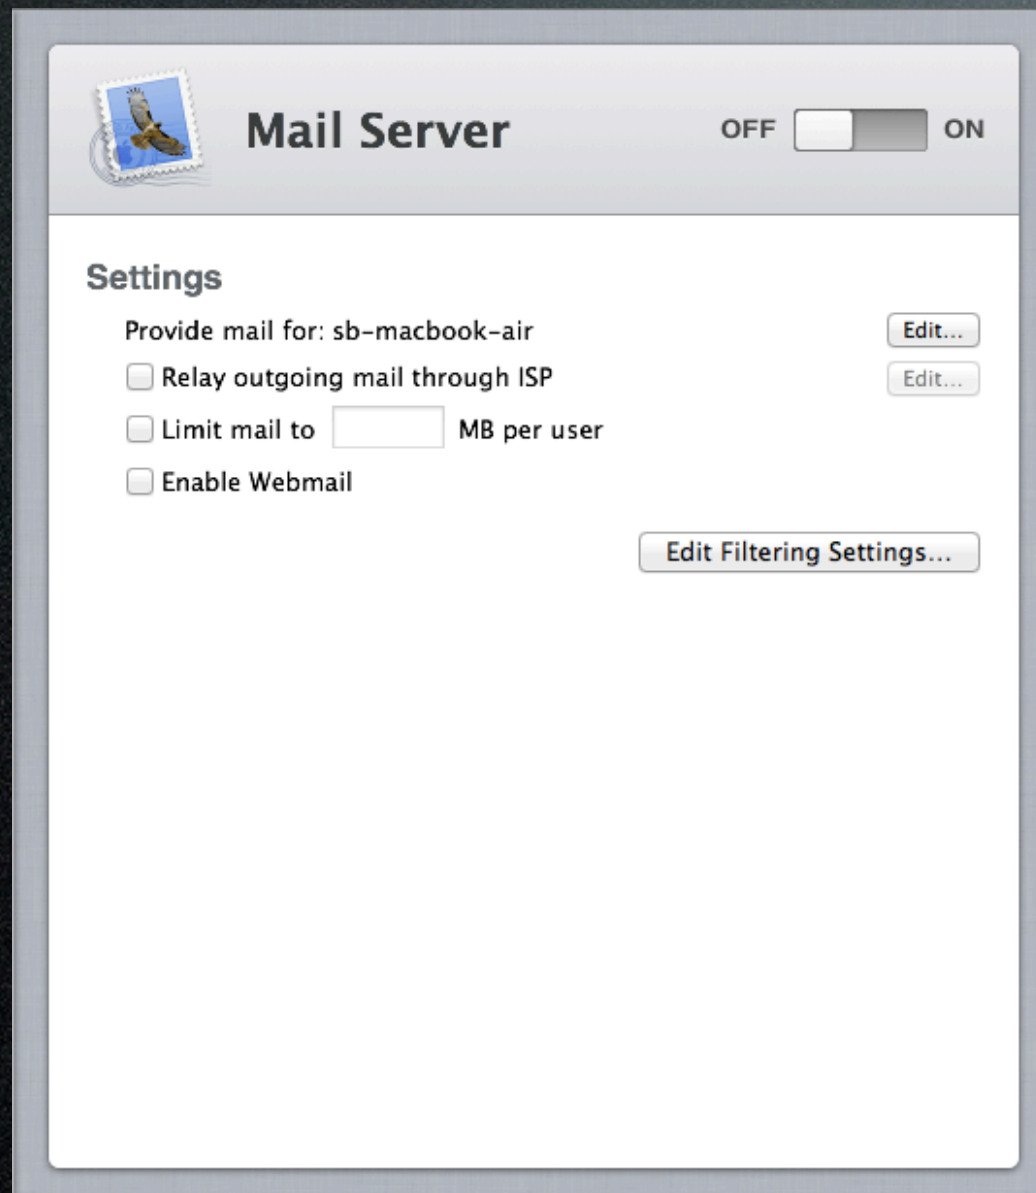 Mail Server
OFF ON
Settings
Provide mail for: sb-macbook-air Edit...
Relay outgoing mail through ISP Edit...
Limit mail to MB per user
Enable Webmail
Edit Filtering Settings...